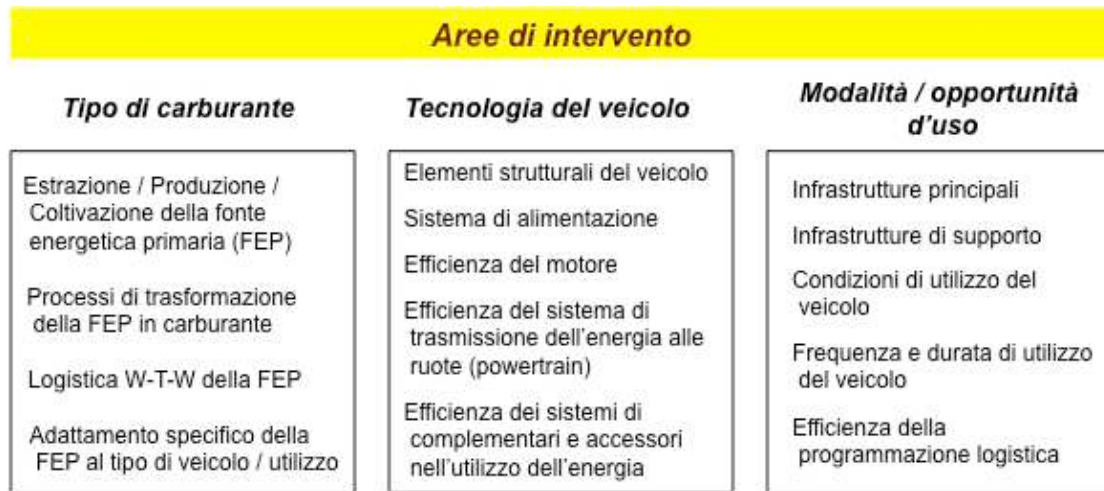 Aree di intervento
Tipo di carburante
Estrazione / Produzione /
Coltivazione della fonte
energetica primaria (FEP)
Processi di trasformazione
della FEP in carburante
Logistica W-T-W della FEP
Adattamento specifico della
FEP al tipo di veicolo / utilizzo
Tecnologia del veicolo
Elementi strutturali del veicolo
Sistema di alimentazione
Efficienza del motore
Efficienza del sistema di
trasmissione dell'energia alle
ruote (powertrain)
Efficienza dei sistemi di
complementari e accessori
nell'utilizzo dell'energia
Modalità / opportunità
d'uso
Infrastrutture principali
Infrastrutture di supporto
Condizioni di utilizzo del
veicolo
Frequenza e durata di utilizzo
del veicolo
Efficienza della
programmazione logistica